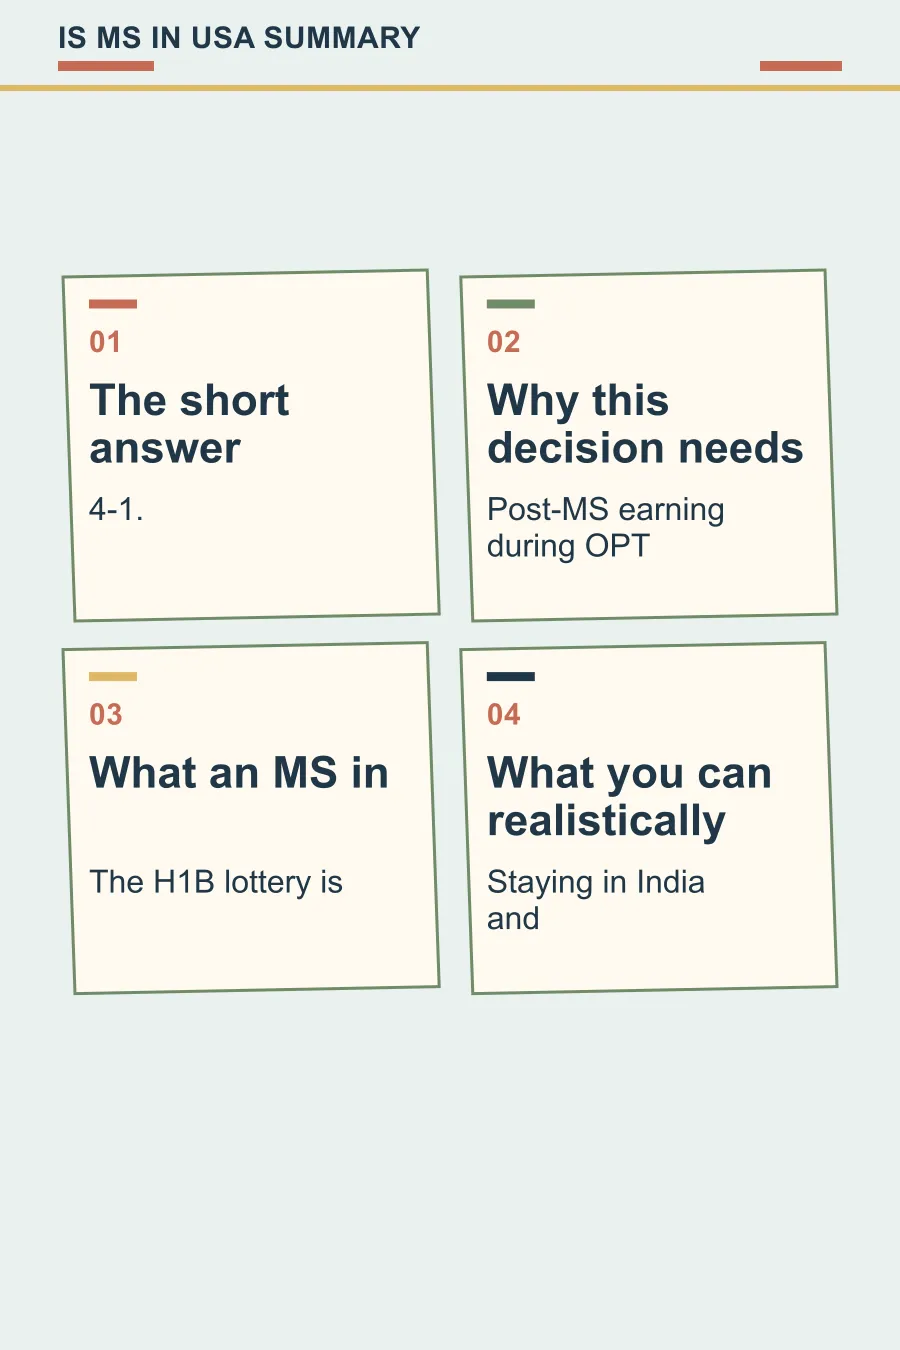 IS MS IN USA SUMMARY
01
The short
answer
4-1.
02
Why this
decision needs
Post-MS earning
during OPT
03
What an MS in
The H1B lottery is
04
What you can
realistically
Staying in India
and